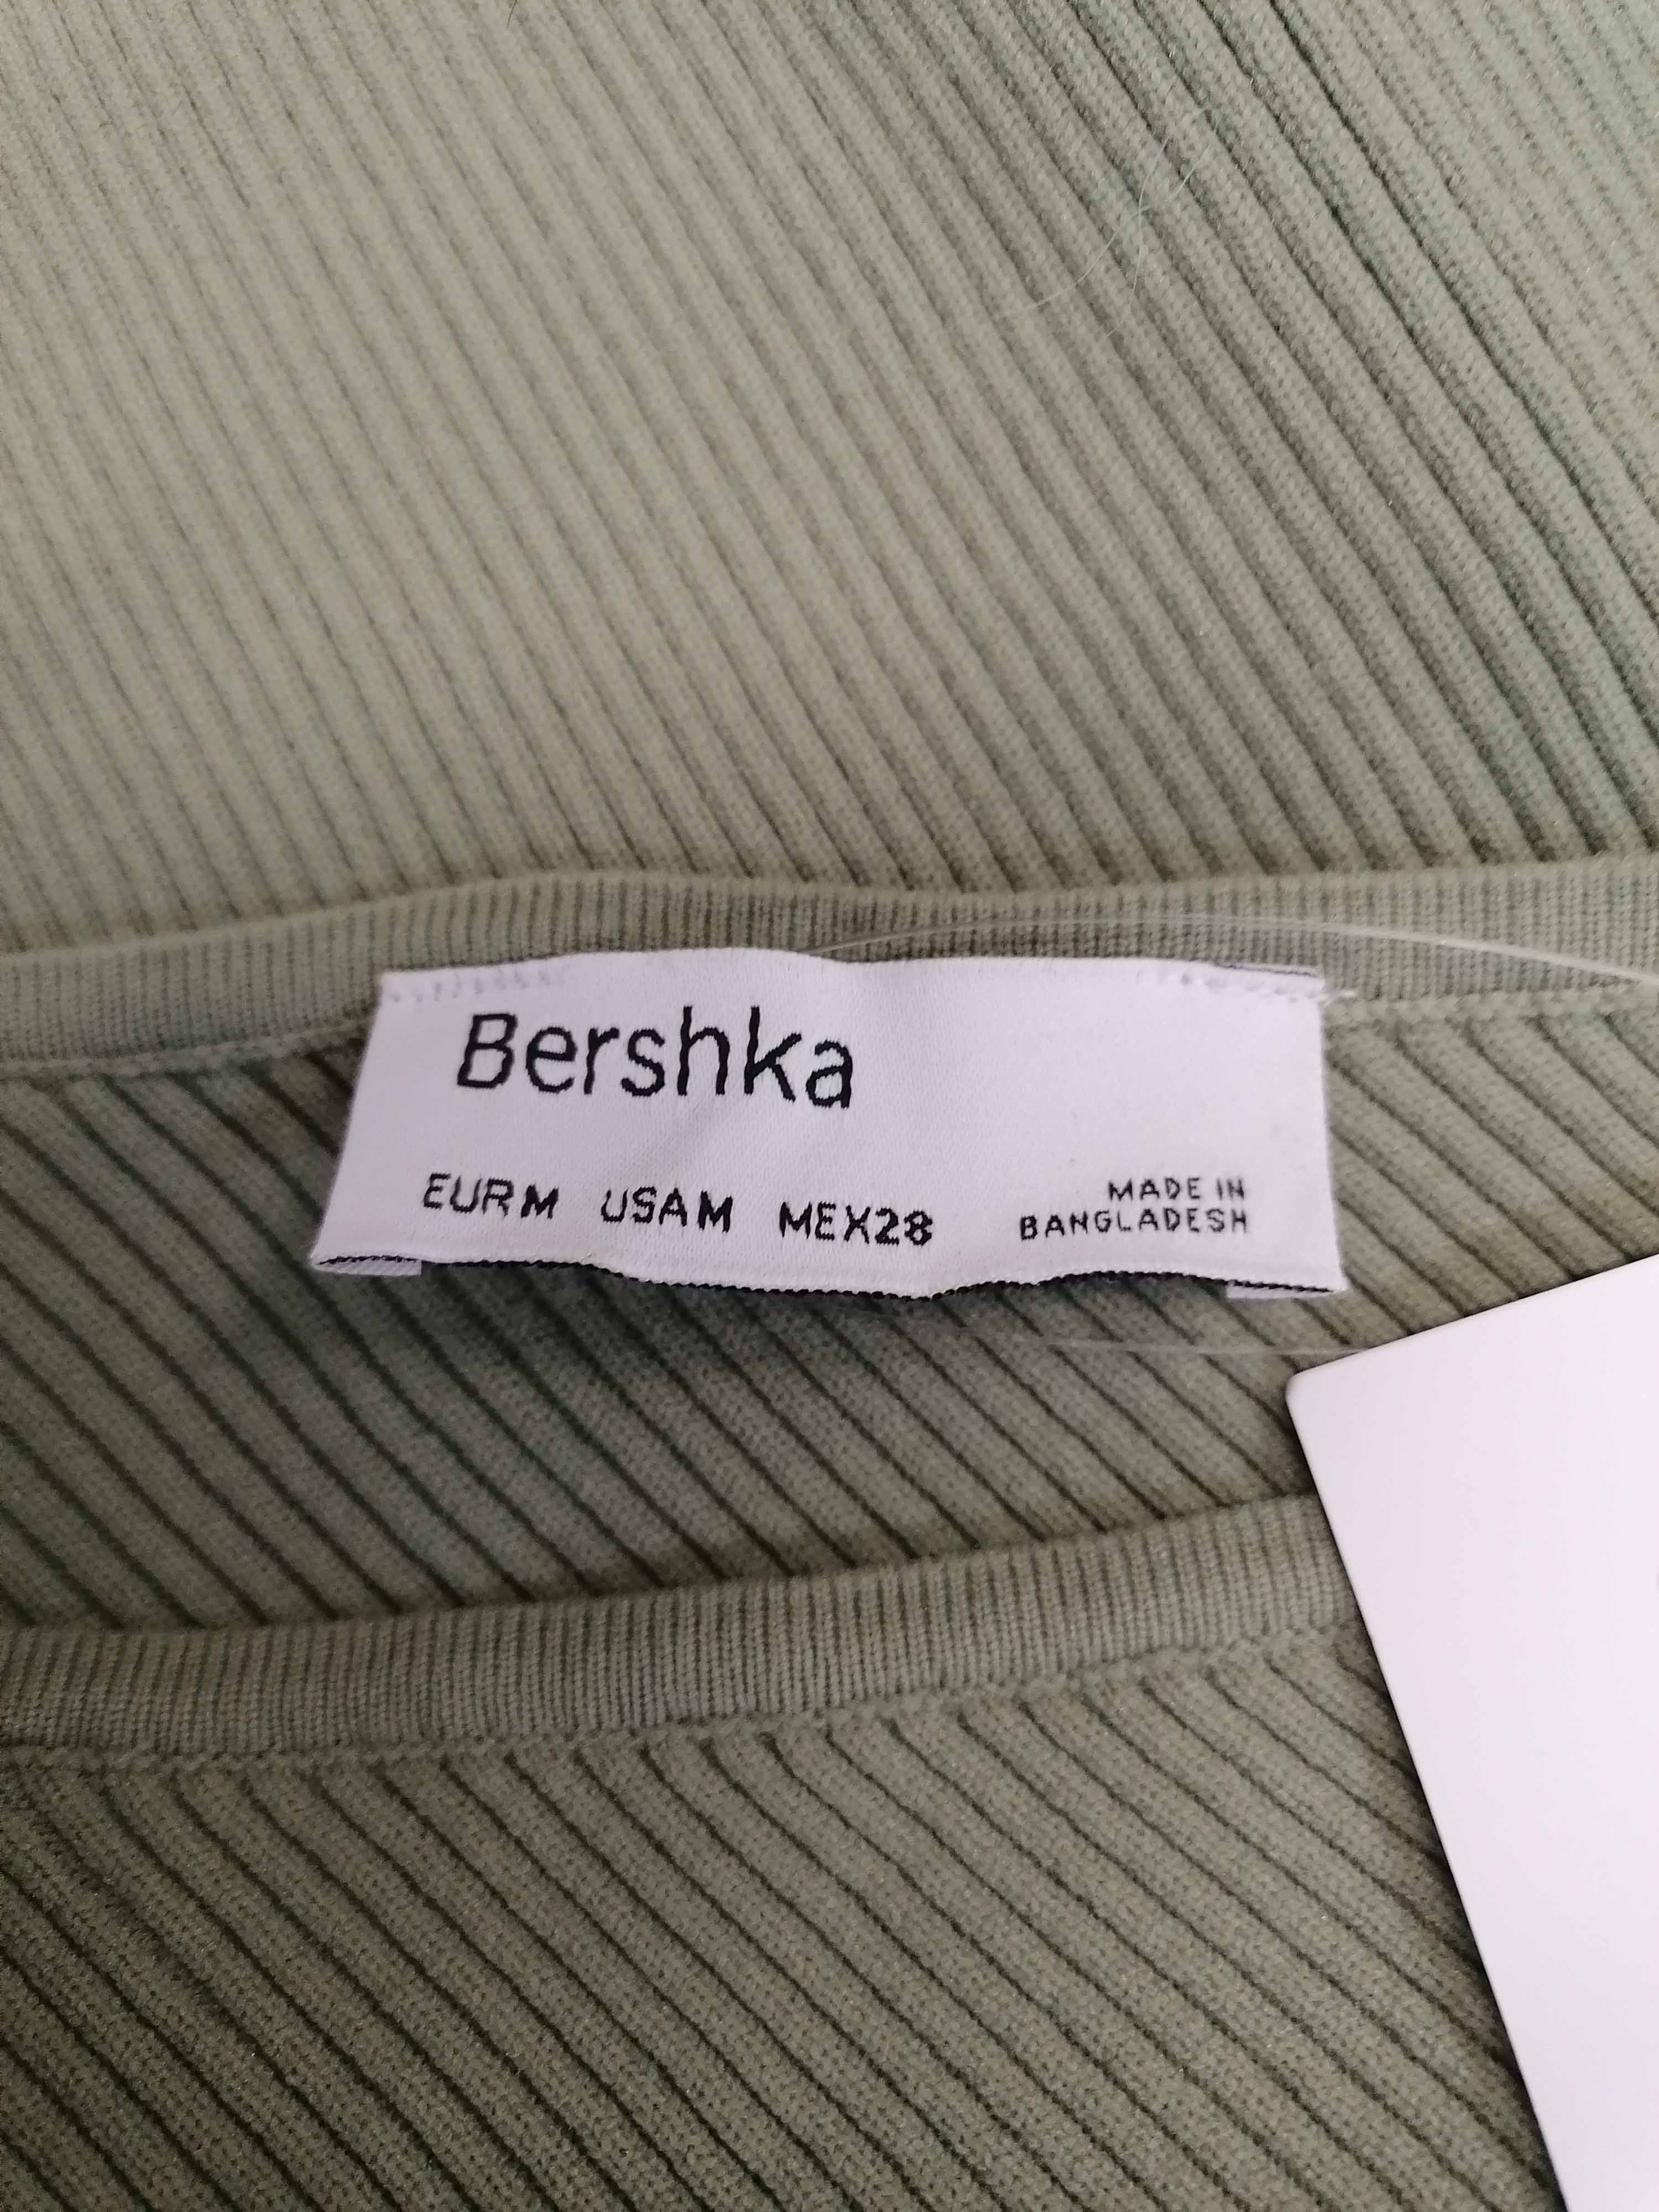 Bershka
EUR M USA M MEX 28
MADE IN
BANGLADESH